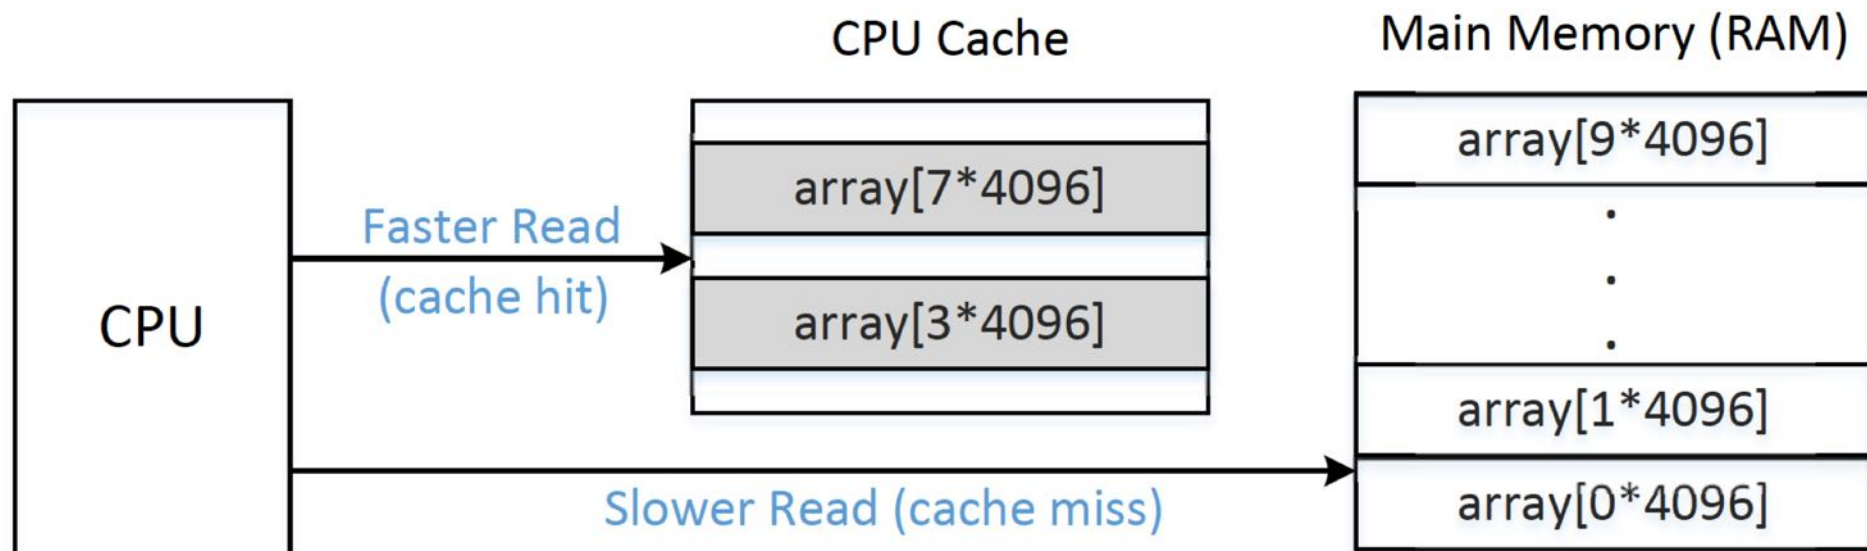 CPU Cache
Main Memory (RAM)
CPU
Faster Read
(cache hit)
array[7*4096]
array[3*4096]
Slower Read (cache miss)
array[9*4096]
.
.
.
array[1*4096]
array[0*4096]